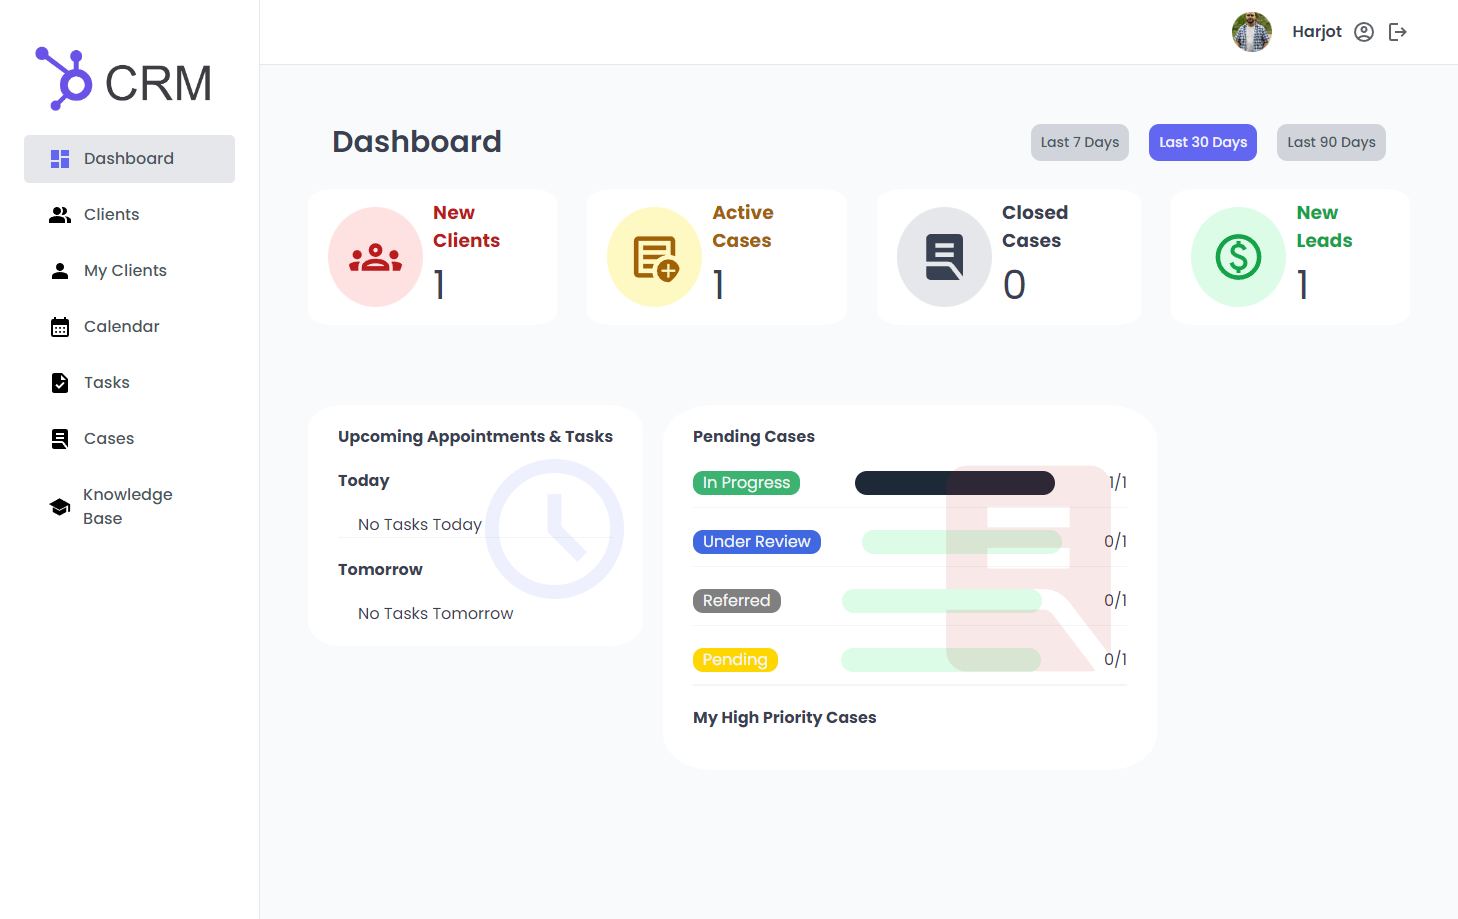 CRM
Dashboard
Clients
My Clients
Calendar
Tasks
Cases
Knowledge
Base
Harjot
Dashboard
Last 7 Days
Last 30 Days
Last 90 Days
New
Clients
1
Active
Cases
1
Closed
Cases
0
New
Leads
1
Upcoming Appointments & Tasks
Today
No Tasks Today
Tomorrow
No Tasks Tomorrow
Pending Cases
In Progress 1/1
Under Review 0/1
Referred 0/1
Pending 0/1
My High Priority Cases